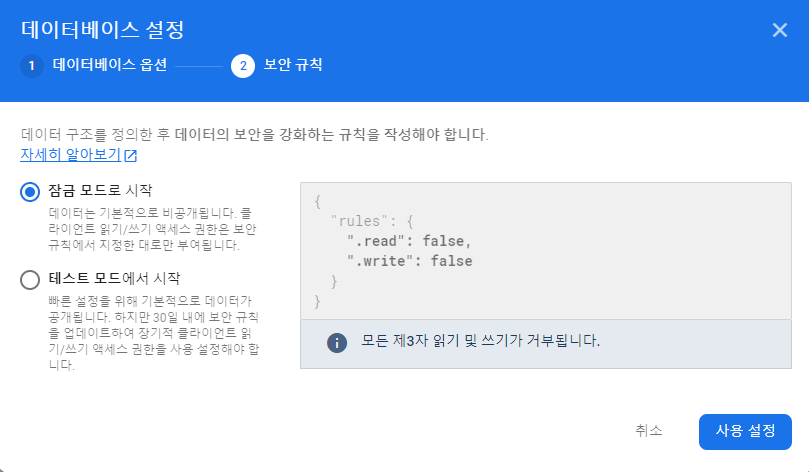 데이터베이스 설정
1 데이터베이스 옵션 2 보안 규칙
데이터 구조를 정의한 후 데이터의 보안을 강화하는 규칙을 작성해야 합니다.
자세히 알아보기
잠금 모드로 시작
데이터는 기본적으로 비공개됩니다. 클
라이언트 읽기/쓰기 액세스 권한은 보안
규칙에서 지정한 대로만 부여됩니다.
테스트 모드에서 시작
빠른 설정을 위해 기본적으로 데이터가
공개됩니다. 하지만 30일 내에 보안 규칙
을 업데이트하여 장기적 클라이언트 읽
기/쓰기 액세스 권한을 사용 설정해야 합
니다.
{
"rules": {
".read": false,
".write": false
}
}
모든 제3자 읽기 및 쓰기가 거부됩니다.
취소 사용 설정